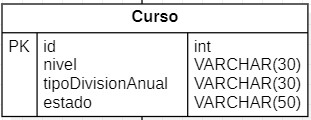 Curso
PK id int
nivel VARCHAR(30)
tipoDivisionAnual VARCHAR(30)
estado VARCHAR(50)